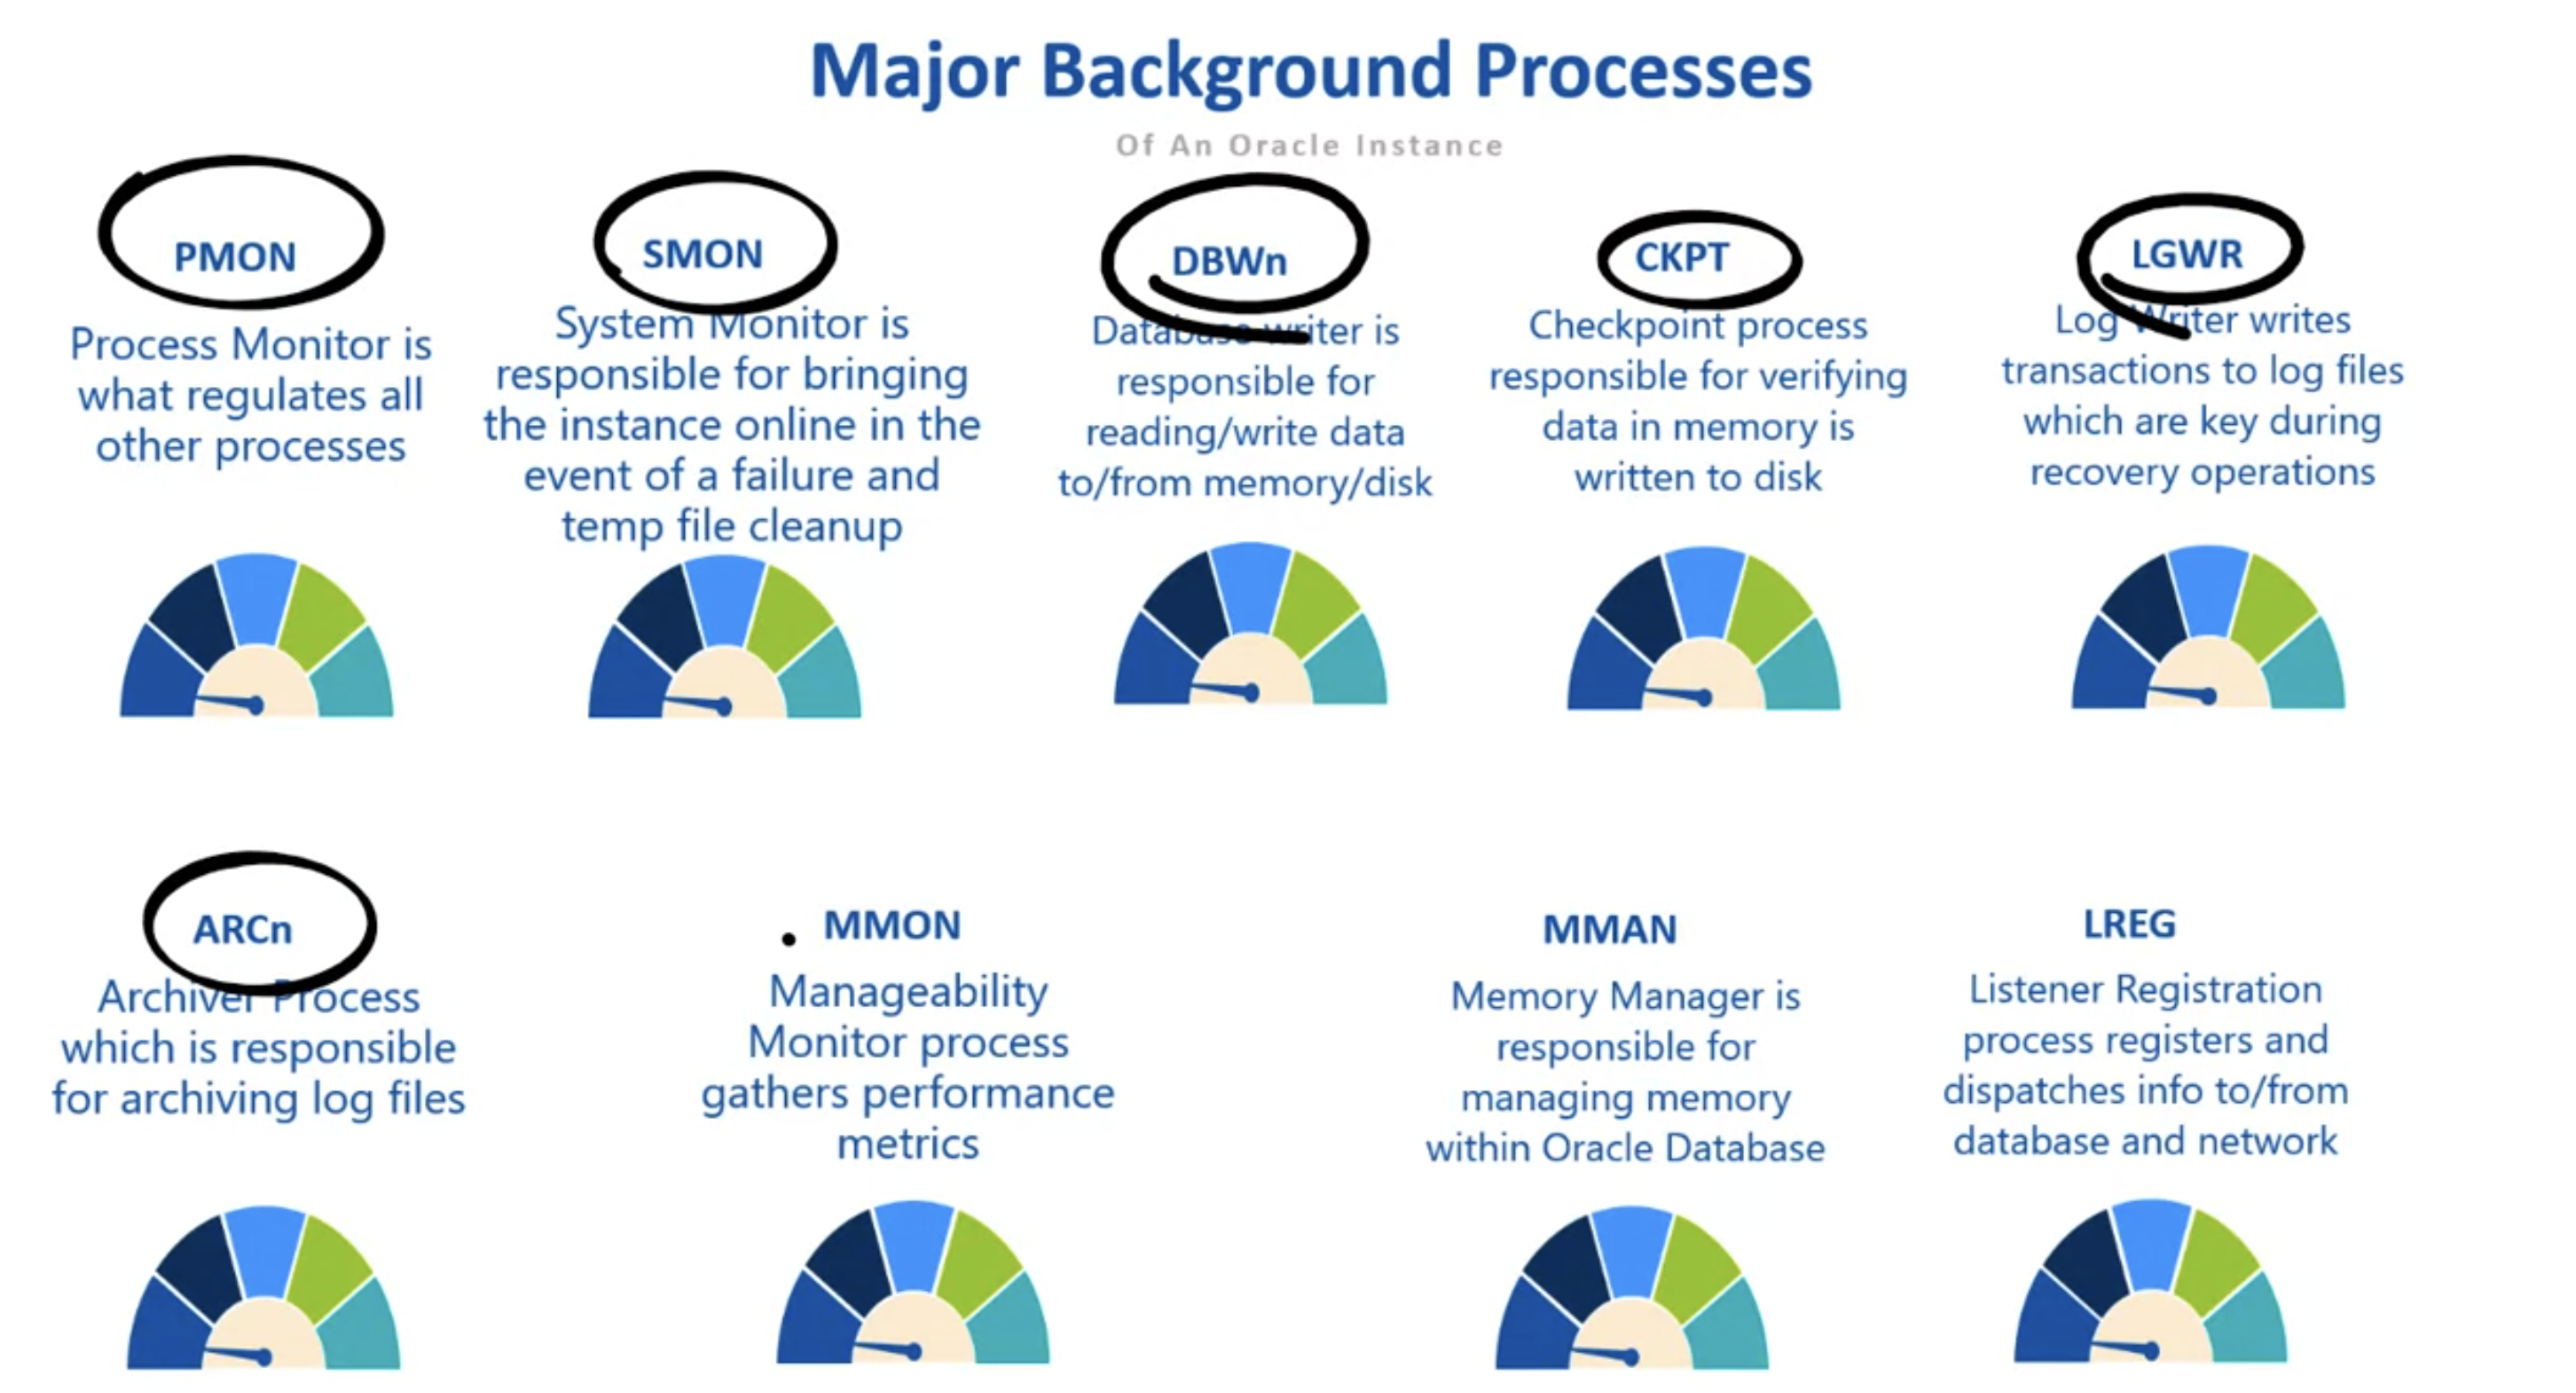 Major Background Processes
Of An Oracle Instance
PMON
Process Monitor is
what regulates all
other processes
SMON
System Monitor is
responsible for bringing
the instance online in the
event of a failure and
temp file cleanup
DBWn
Database writer is
responsible for
reading/write data
to/from memory/disk
CKPT
Checkpoint process
responsible for verifying
data in memory is
written to disk
LGWR
Log Writer writes
transactions to log files
which are key during
recovery operations
ARCn
Archiver Process
which is responsible
for archiving log files
MMON
Manageability
Monitor process
gathers performance
metrics
MMAN
Memory Manager is
responsible for
managing memory
within Oracle Database
LREG
Listener Registration
process registers and
dispatches info to/from
database and network